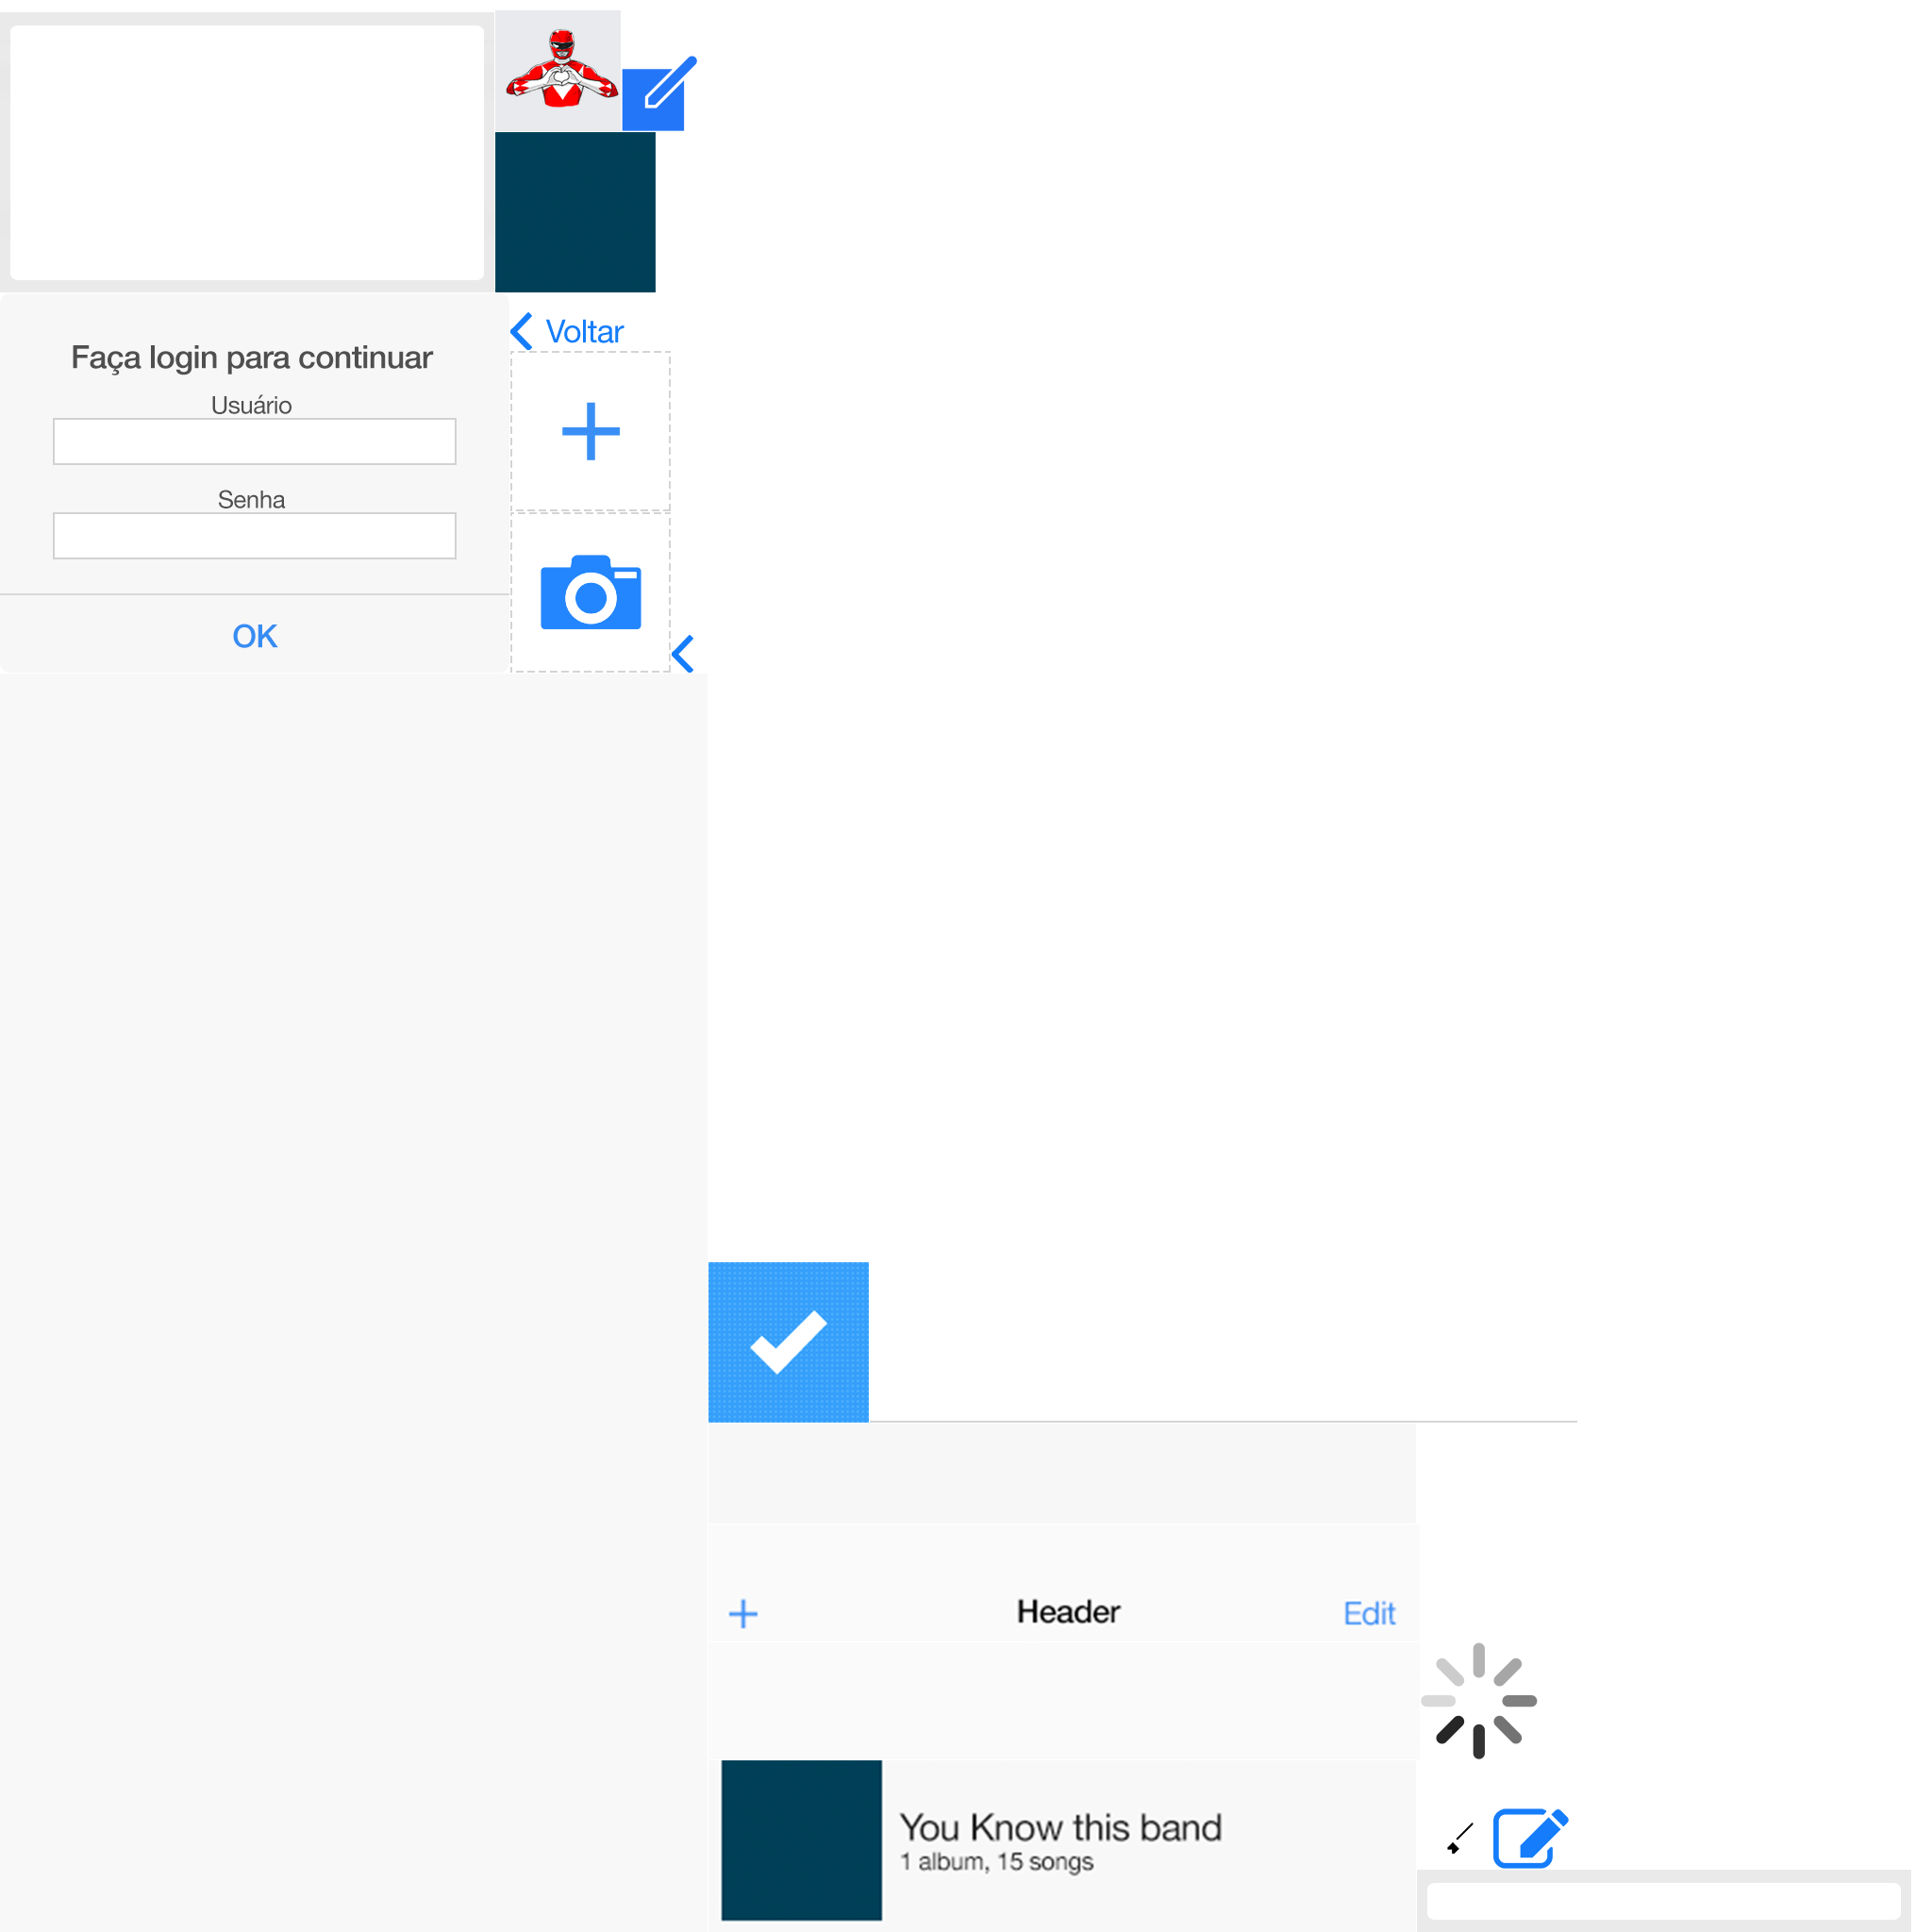 Voltar
Faça login para continuar
Usuário
Senha
OK
Header
Edit
You Know this band
1 album, 15 songs